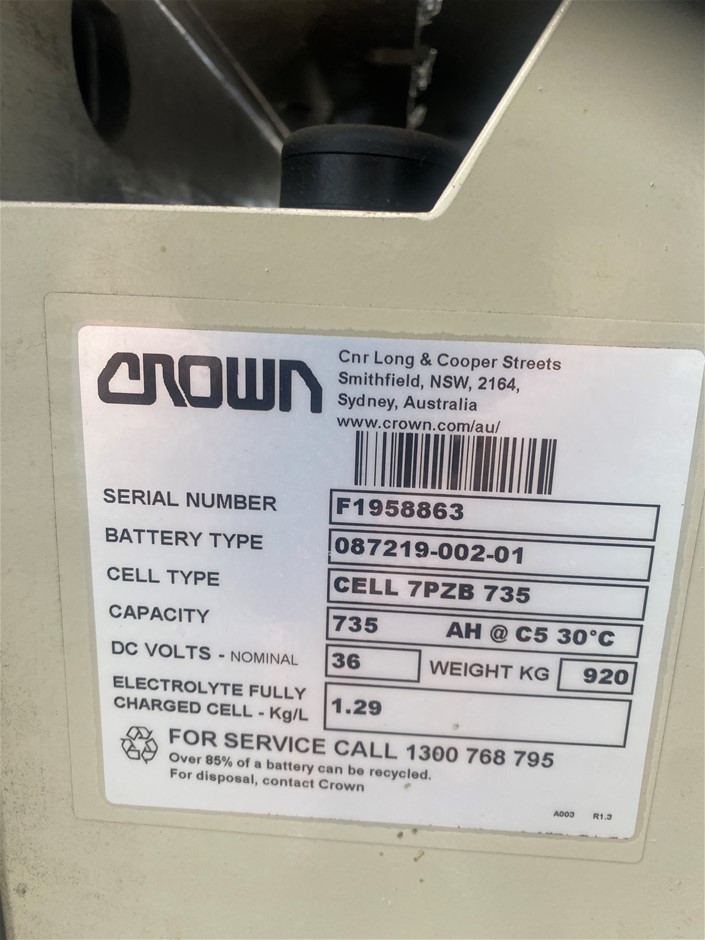 CROWN
Cnr Long & Cooper Streets
Smithfield, NSW, 2164,
Sydney, Australia
www.crown.com/au/
SERIAL NUMBER F1958863
BATTERY TYPE 087219-002-01
CELL TYPE CELL 7PZB 735
CAPACITY 735 AH @ C5 30°C
DC VOLTS - NOMINAL 36 WEIGHT KG 920
ELECTROLYTE FULLY
CHARGED CELL - Kg/L 1.29
FOR SERVICE CALL 1300 768 795
Over 85% of a battery can be recycled.
For disposal, contact Crown
A003 R1.3